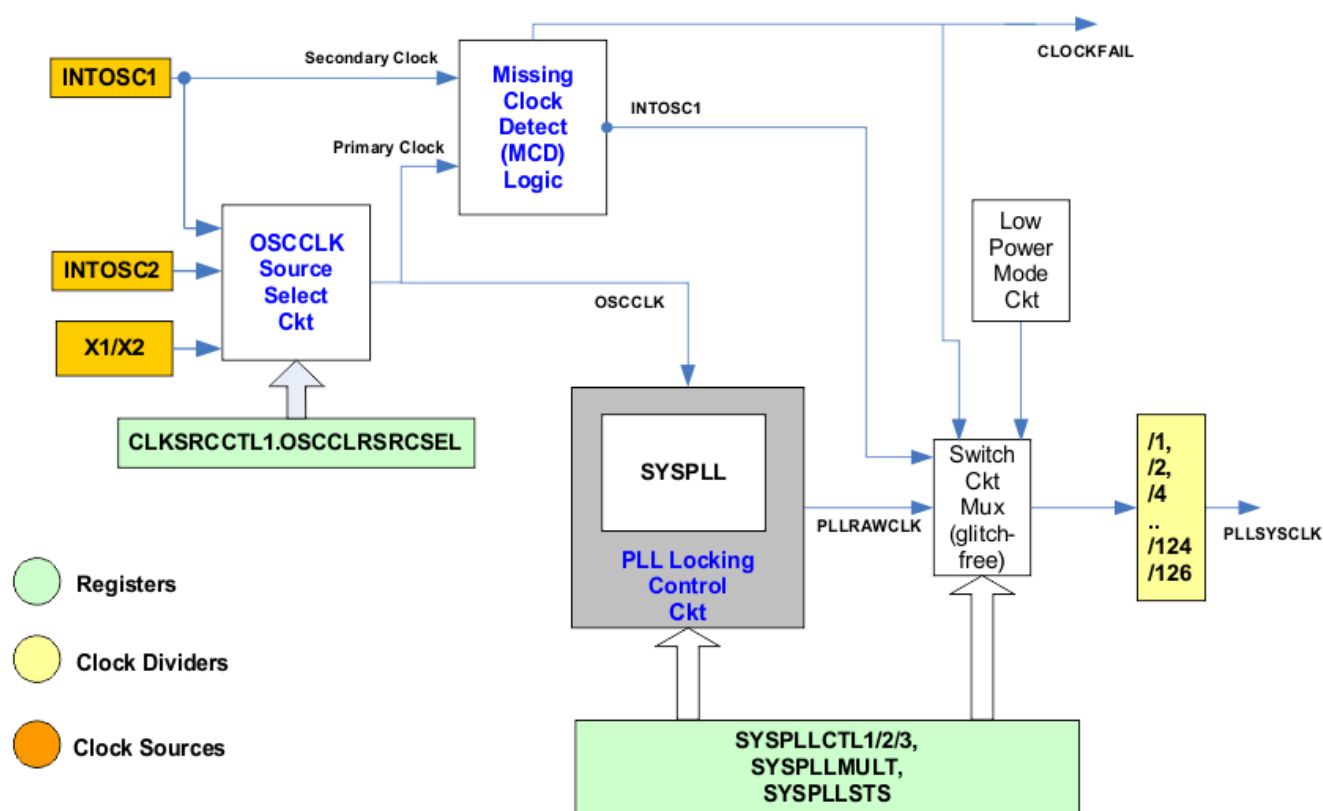 CLOCKFAIL
Secondary Clock
INTOSC1
Missing
Clock
Detect
(MCD)
Logic
INTOSC1
Primary Clock
OSCCLK
Source
Select
Ckt
INTOSC2
X1/X2
Low
Power
Mode
Ckt
OSCCLK
CLKSRCCTL1.OSCCLRSRCSEL
SYSPLL
PLL Locking
Control
Ckt
PLLRAWCLK
Switch
Ckt
Mux
(glitch-
free)
/1,
/2,
/4
..
/124
/126
PLLSYSCLK
Registers
Clock Dividers
Clock Sources
SYSPLLCTL1/2/3,
SYSPLLMULT,
SYSPLLSTS